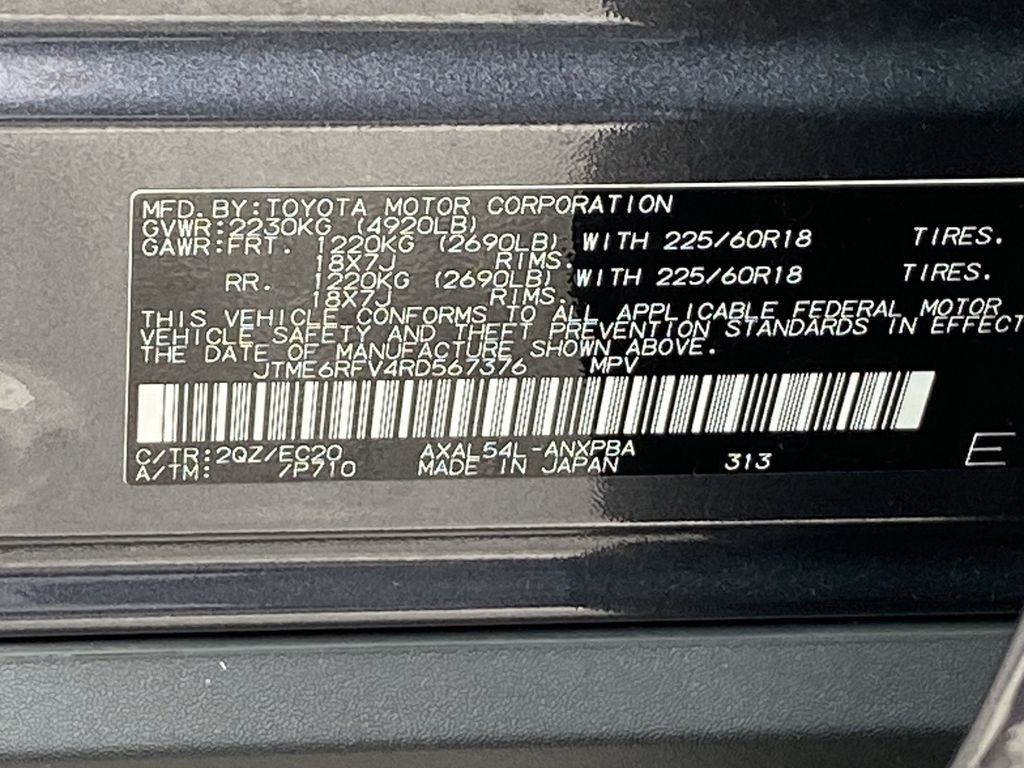 MFD. BY: TOYOTA MOTOR CORPORATION
GVWR: 2230KG (4920LB)
GAWR: FRT. 1220KG (2690LB) WITH 225/60R18 TIRES.
18X7J RIMS.
RR. 1220KG (2690LB) WITH 225/60R18 TIRES.
18X7J RIMS.
THIS VEHICLE CONFORMS TO ALL APPLICABLE FEDERAL MOTOR
VEHICLE SAFETY AND THEFT PREVENTION STANDARDS IN EFFECT
THE DATE OF MANUFACTURE SHOWN ABOVE.
JTME6RFV4RD567376 MPV
C/TR: 2QZ/EC20 AXAL54L-ANXPBA
A/TM: /P710 MADE IN JAPAN 313 E